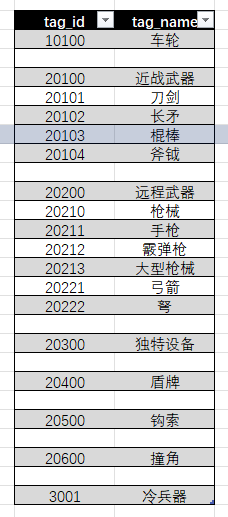 tag_id tag_name
10100 车轮
20100 近战武器
20101 刀剑
20102 长矛
20103 棍棒
20104 斧钺
20200 远程武器
20210 枪械
20211 手枪
20212 霰弹枪
20213 大型枪械
20221 弓箭
20222 弩
20300 独特设备
20400 盾牌
20500 钩索
20600 撞角
3001 冷兵器